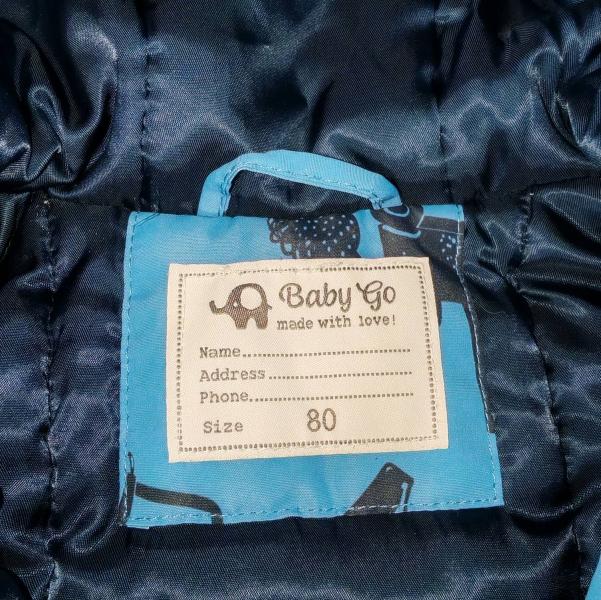 Baby Go
made with love!
Name........................................
Address..................................
Phone......................................
Size 80